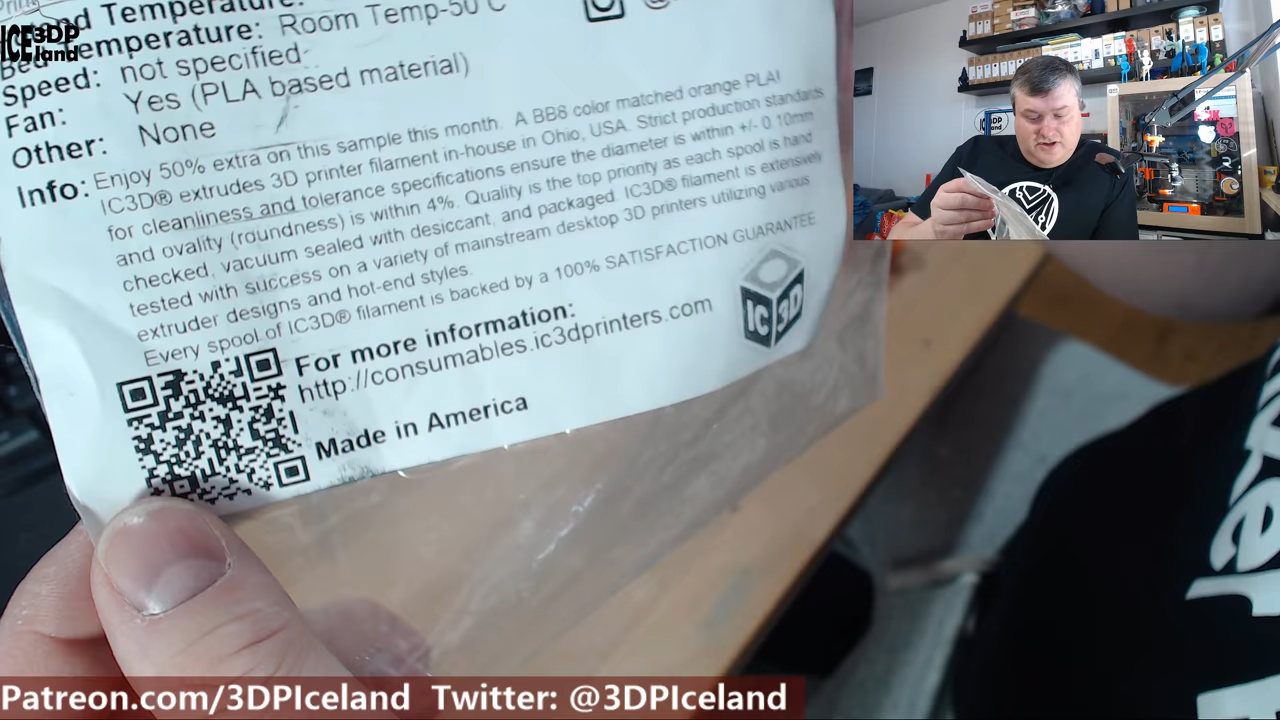 Temperature:
Temperature: Room Temp-50°C
Speed: not specified
Fan: Yes (PLA based material)
Other: None
Info: Enjoy 50% extra on this sample this month. A BB8 color matched orange PLA!
IC3D® extrudes 3D printer filament in-house in Ohio, USA. Strict production standards
for cleanliness and tolerance specifications ensure the diameter is within +/- 0.10mm
and ovality (roundness) is within 4%. Quality is the top priority as each spool is hand
checked, vacuum sealed with desiccant, and packaged. IC3D® filament is extensively
tested with success on a variety of mainstream desktop 3D printers utilizing various
extruder designs and hot-end styles.
Every spool of IC3D® filament is backed by a 100% SATISFACTION GUARANTEE
For more information:
http://consumables.ic3dprinters.com
Made in America
IC3D
ICE3DP
land
Patreon.com/3DPIceland Twitter: @3DPIceland